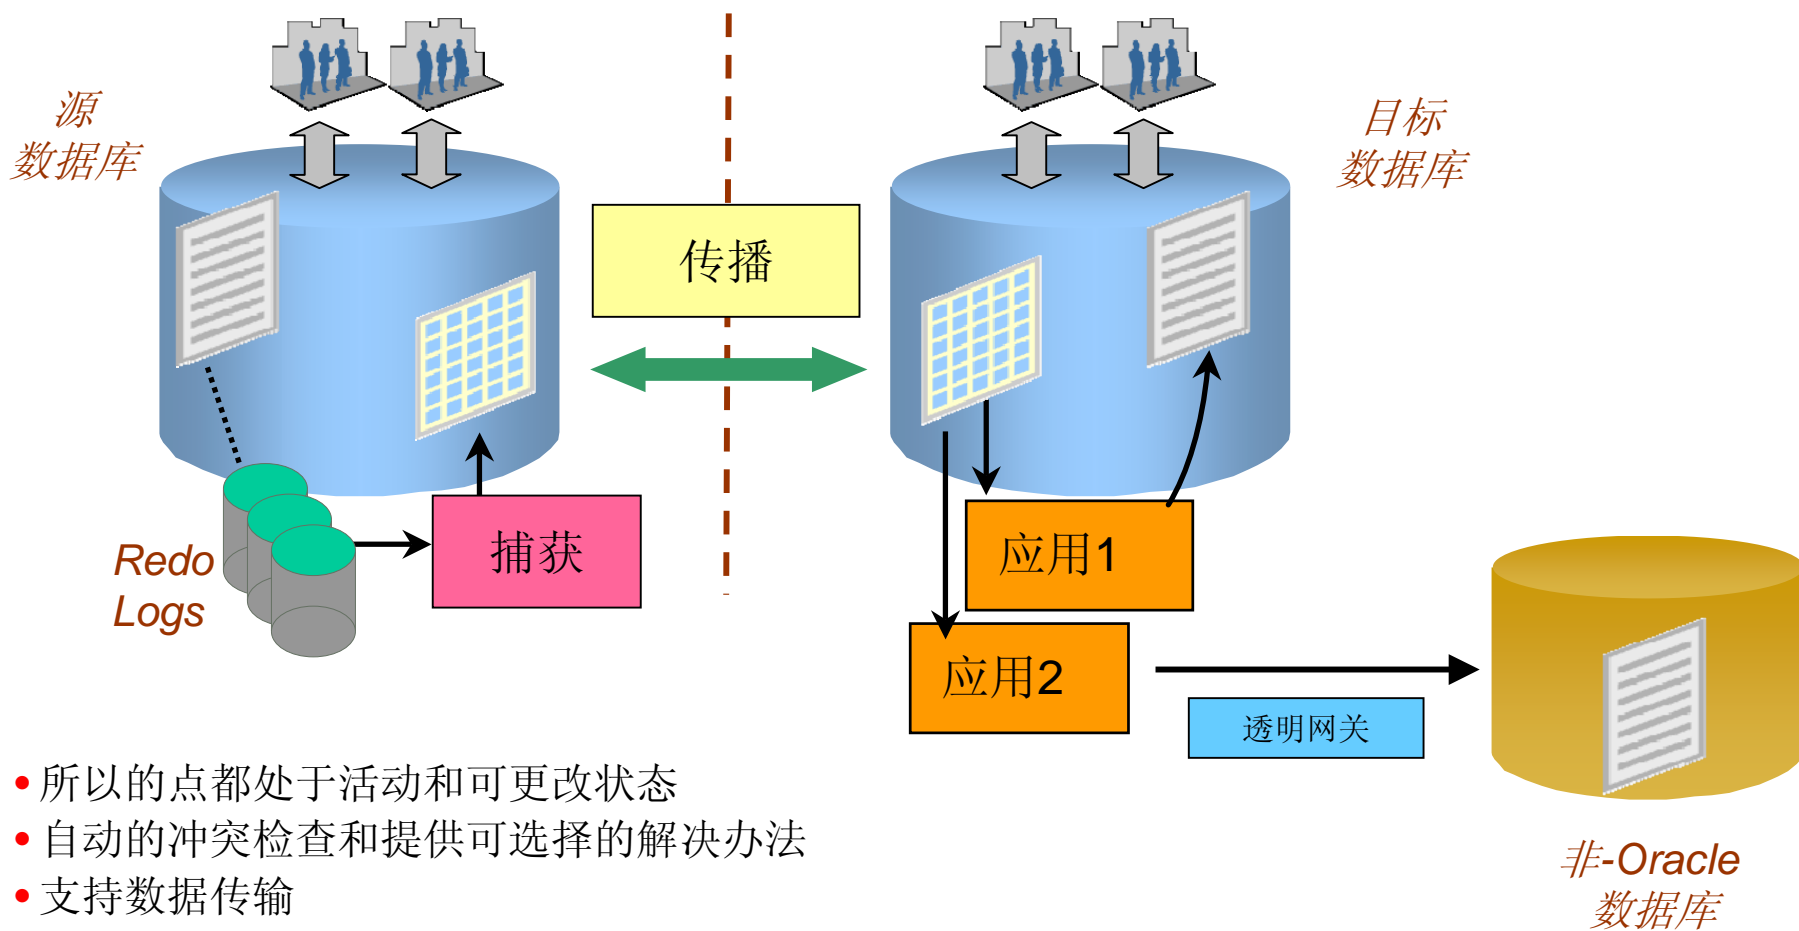 源
数据库
目标
数据库
传播
Redo
Logs
捕获
应用1
应用2
透明网关
•所以的点都处于活动和可更改状态
•自动的冲突检查和提供可选择的解决办法
•支持数据传输
非-Oracle
数据库